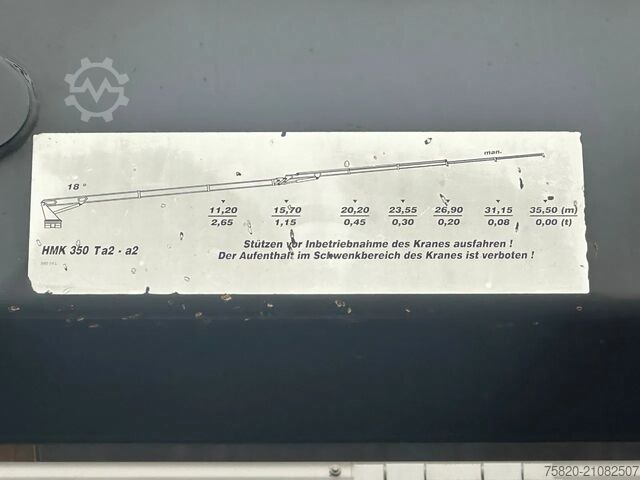 man.
18 °
11,20 15,70 20,20 23,55 26,90 31,15 35,50 (m)
2,65 1,15 0,45 0,30 0,20 0,08 0,00 (t)
HMK 350 Ta2 - a2
Stützen vor Inbetriebnahme des Kranes ausfahren !
Der Aufenthalt im Schwenkbereich des Kranes ist verboten !
75820-21082507